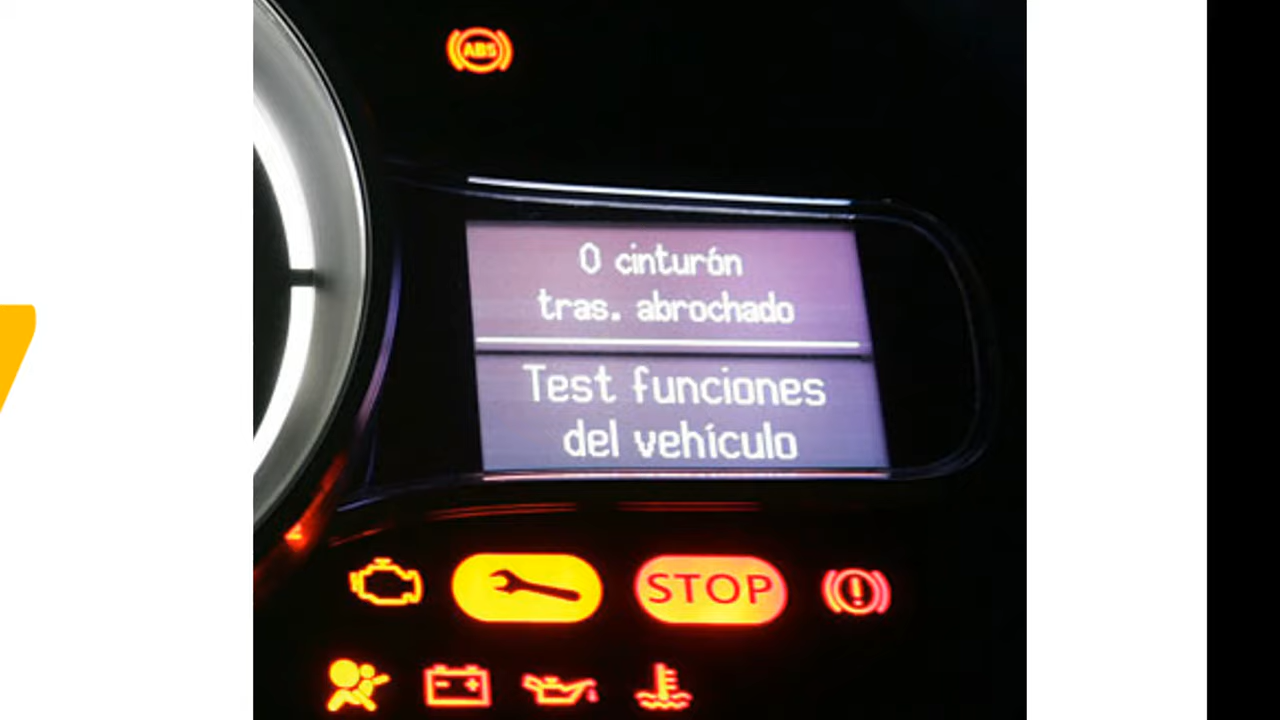 ABS
0 cinturón
tras. abrochado
Test funciones
del vehículo
STOP